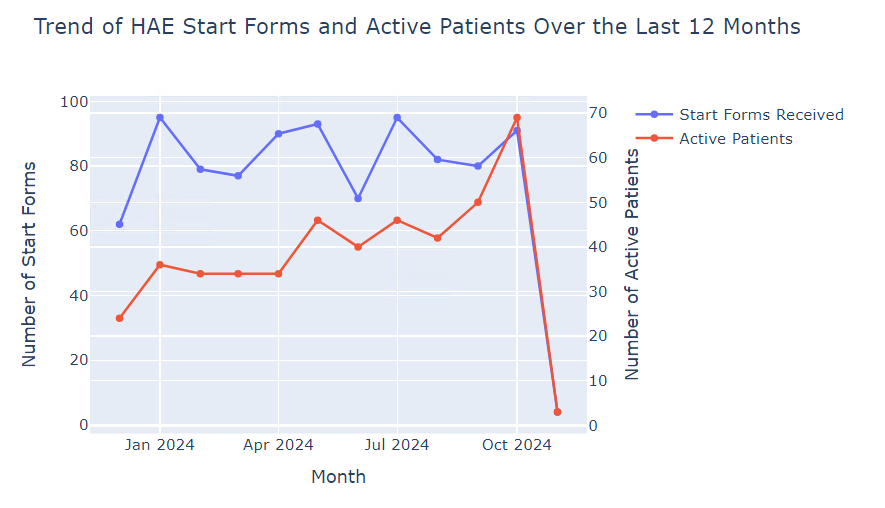 Trend of HAE Start Forms and Active Patients Over the Last 12 Months
Start Forms Received
Active Patients
Number of Start Forms
100
80
60
40
20
0
70
60
50
40
30
20
10
0
Number of Active Patients
Jan 2024
Apr 2024
Jul 2024
Oct 2024
Month